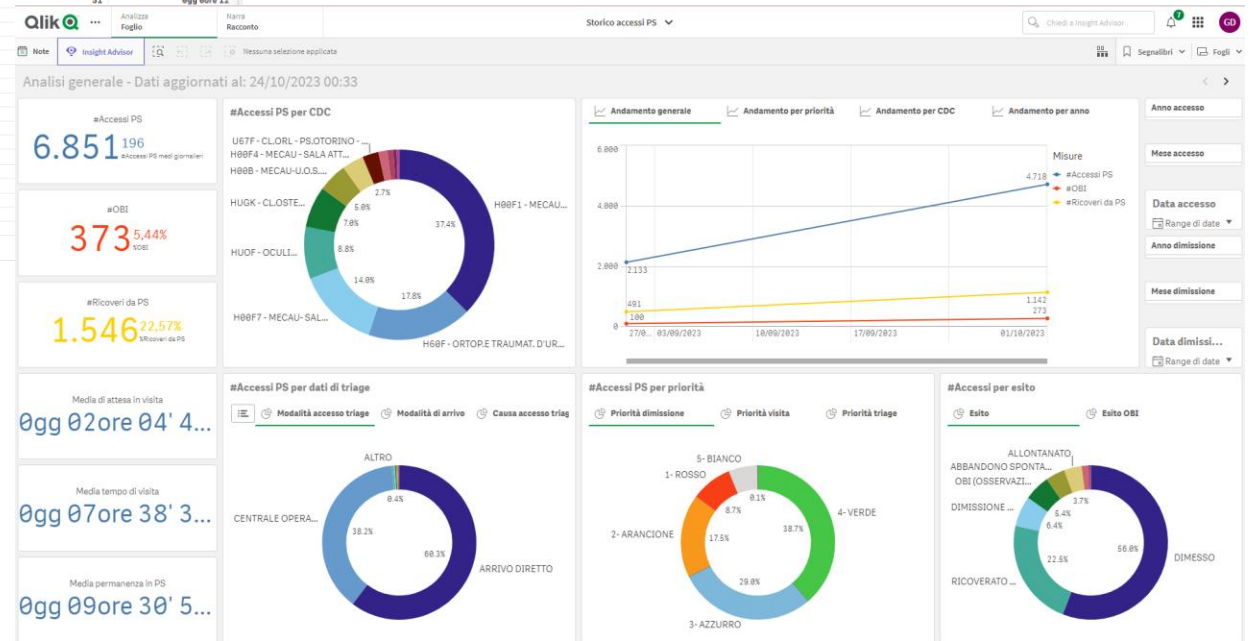 31 0gg 0ore 11'
Qlik
Analizza
Foglio
Narra
Racconto
Storico accessi PS
Chiedi a Insight Advisor
7
GD
Note
Insight Advisor
Nessuna selezione applicata
Segnalibri
Fogli
Analisi generale - Dati aggiornati al: 24/10/2023 00:33
#Accessi PS
6.851
196
#Accessi PS medi giornalieri
#OBI
373
5,44%
%OBI
#Ricoveri da PS
1.546
22,57%
%Ricoveri da PS
Media di attesa in visita
0gg 02ore 04' 4...
Media tempo di visita
0gg 07ore 38' 3...
Media permanenza in PS
0gg 09ore 30' 5...
#Accessi PS per CDC
U67F - CL.ORL - PS.OTORINO - ...
H00F4 - MECAU - SALA ATT...
H00B - MECAU-U.O.S....
HUGK - CL.OSTE...
HUOF - OCULI...
H00F7 - MECAU- SAL...
H60F - ORTOP.E TRAUMAT. D'UR...
H00F1 - MECAU...
2.7%
5.0%
7.0%
8.8%
14.0%
17.8%
37.4%
Andamento generale
Andamento per priorità
Andamento per CDC
Andamento per anno
6.000
4.000
2.000
0
2.133
491
100
4.718
1.142
273
27/0...
03/09/2023
10/09/2023
17/09/2023
01/10/2023
Misure
#Accessi PS
#OBI
#Ricoveri da PS
Anno accesso
Mese accesso
Data accesso
Range di date
Anno dimissione
Mese dimissione
Data dimissi...
Range di date
#Accessi PS per dati di triage
Modalità accesso triage
Modalità di arrivo
Causa accesso triag
ALTRO
CENTRALE OPERA...
ARRIVO DIRETTO
0.4%
38.2%
60.3%
#Accessi PS per priorità
Priorità dimissione
Priorità visita
Priorità triage
5- BIANCO
1- ROSSO
2- ARANCIONE
3- AZZURRO
4- VERDE
0.1%
8.7%
17.5%
29.0%
38.7%
#Accessi per esito
Esito
Esito OBI
ALLONTANATO
ABBANDONO SPONTA...
OBI (OSSERVAZI...
DIMISSIONE ...
RICOVERATO ...
DIMESSO
3.7%
5.4%
6.4%
22.5%
56.0%